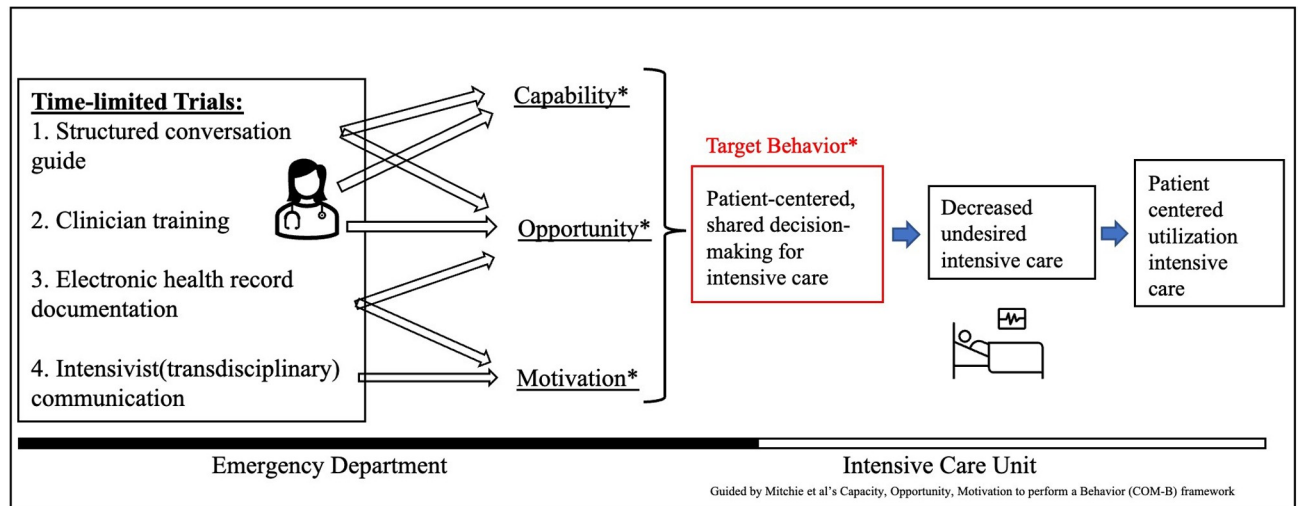 Time-limited Trials:
1. Structured conversation
guide
2. Clinician training
3. Electronic health record
documentation
4. Intensivist(transdisciplinary)
communication
Capability*
Opportunity*
Motivation*
Target Behavior*
Patient-centered,
shared decision-
making for
intensive care
Decreased
undesired
intensive care
Patient
centered
utilization
intensive
care
Emergency Department
Intensive Care Unit
Guided by Mitchie et al’s Capacity, Opportunity, Motivation to perform a Behavior (COM-B) framework